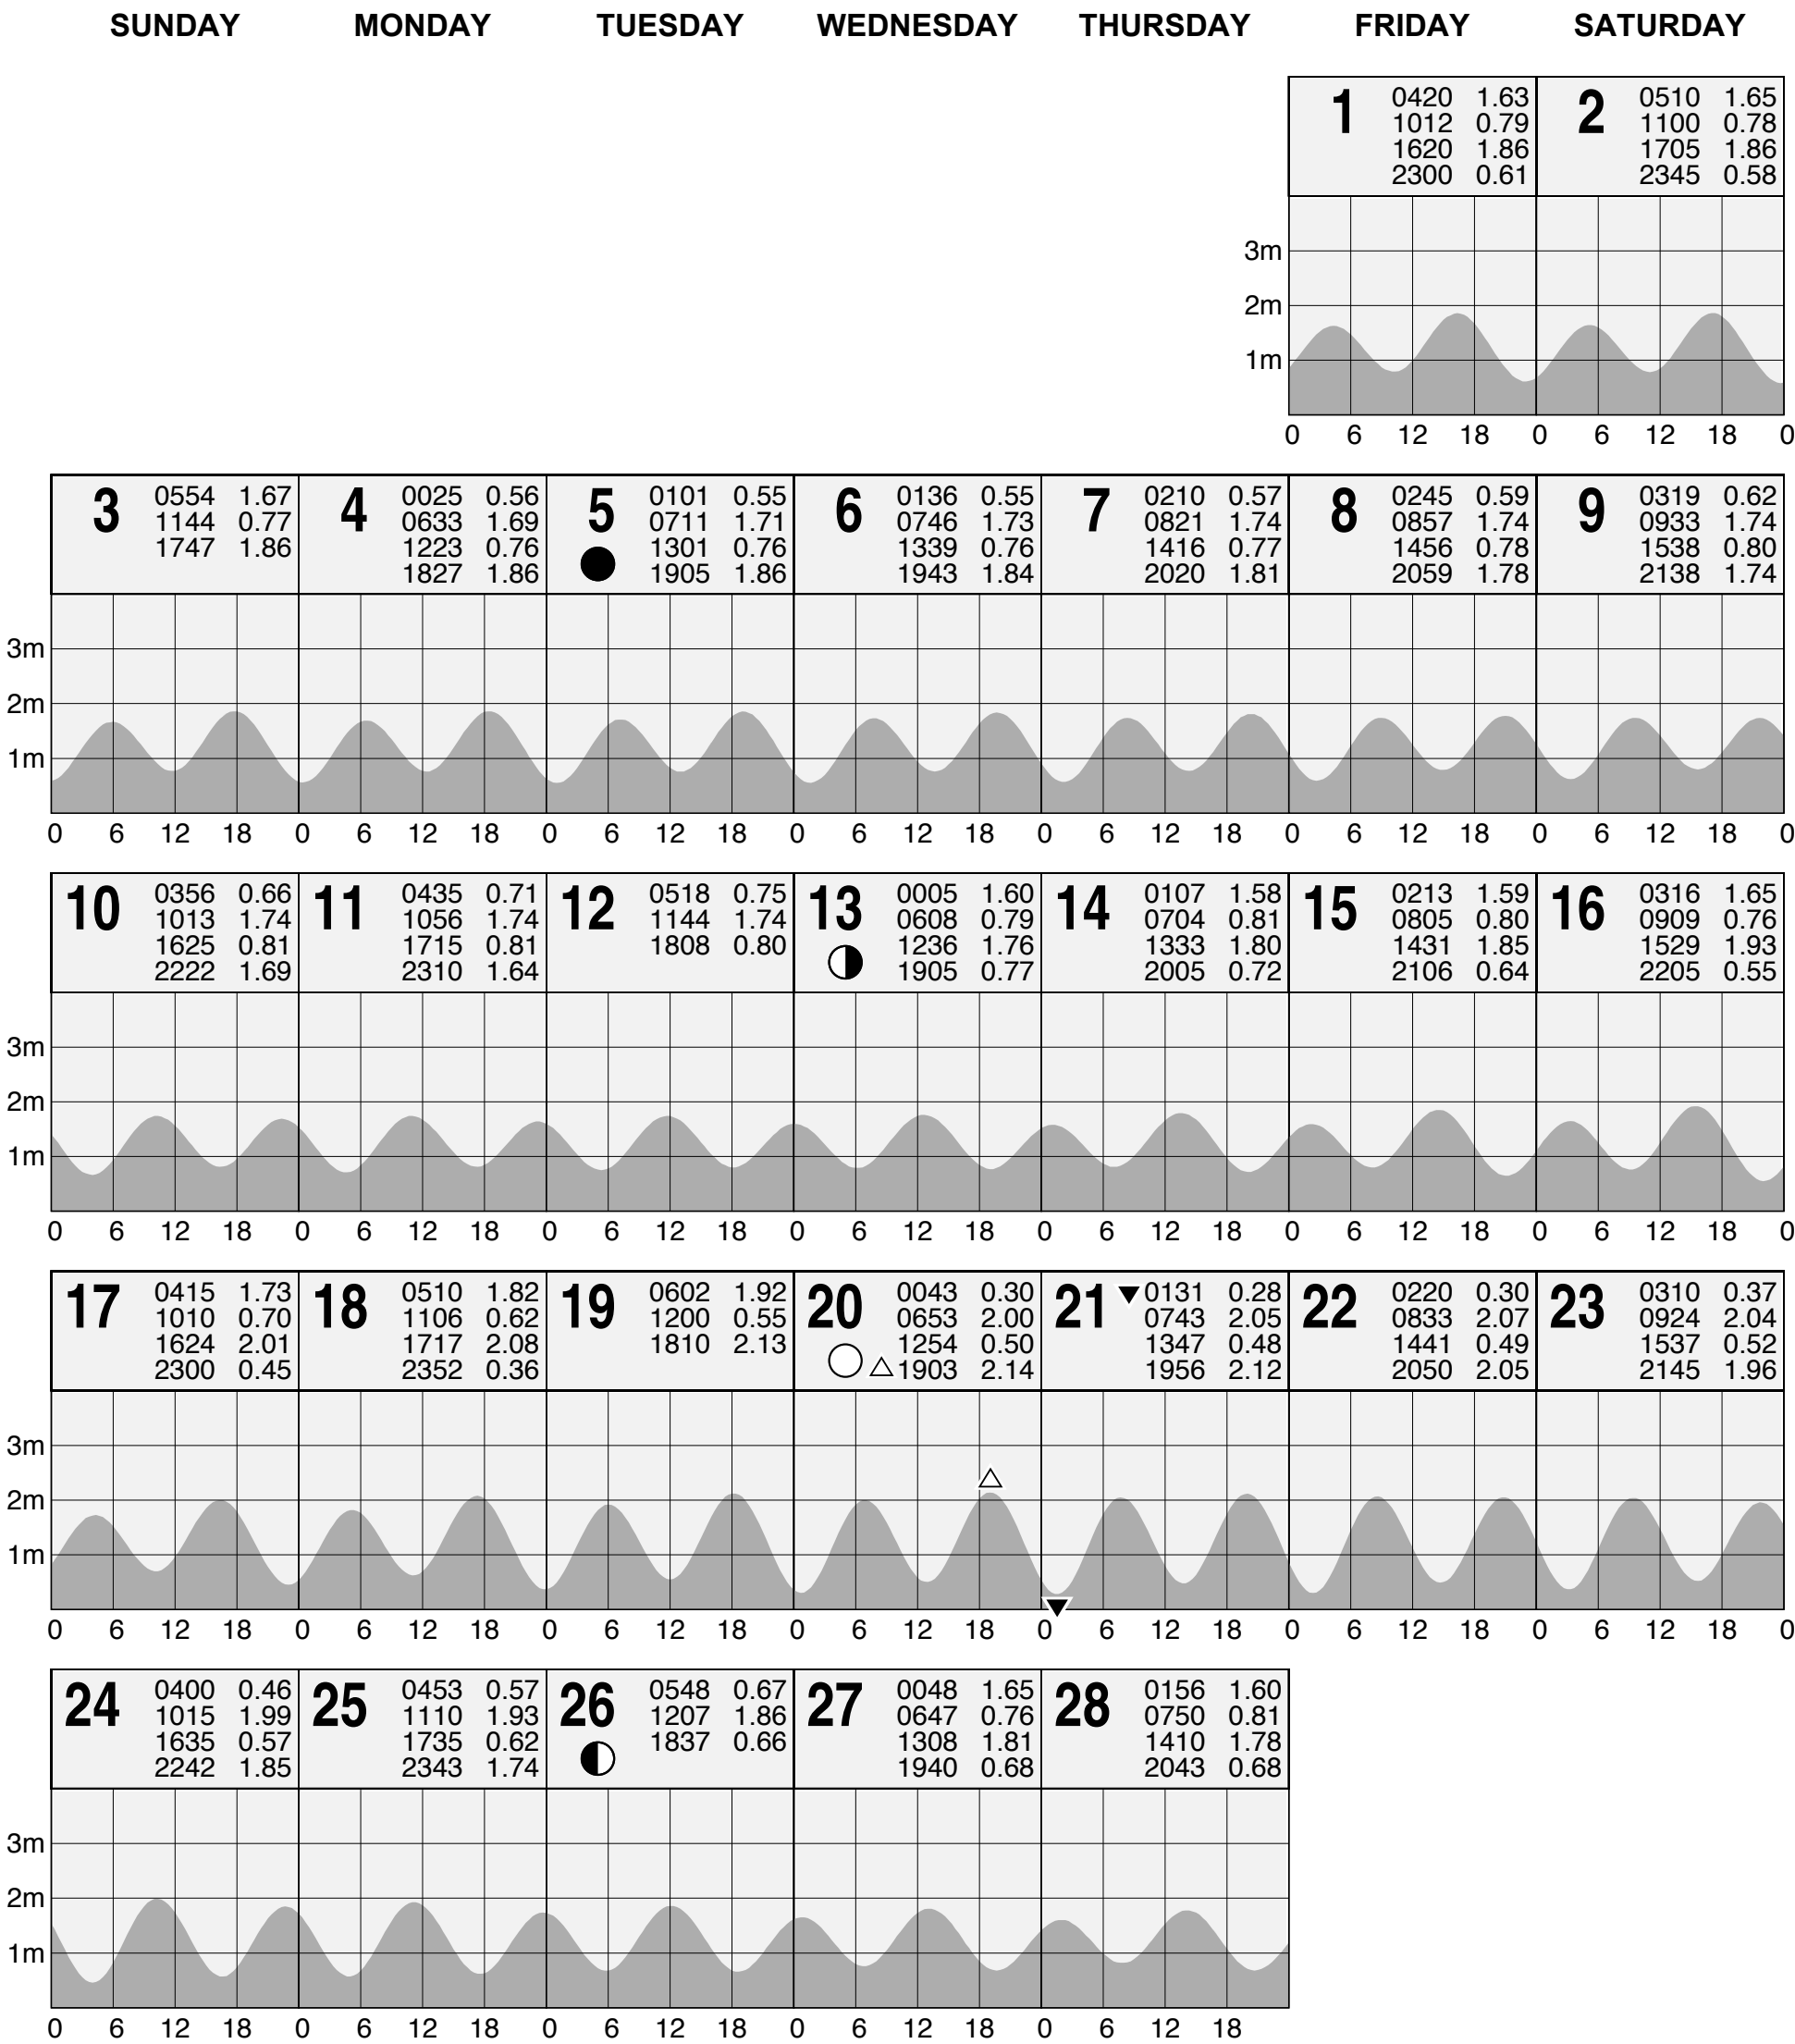 SUNDAY MONDAY TUESDAY WEDNESDAY THURSDAY FRIDAY SATURDAY
1 0420 1.63 2 0510 1.65
1012 0.79 1100 0.78
1620 1.86 1705 1.86
2300 0.61 2345 0.58
3m
2m
1m
0 6 12 18 0 6 12 18 0
3 0554 1.67 4 0025 0.56 5 0101 0.55 6 0136 0.55 7 0210 0.57 8 0245 0.59 9 0319 0.62
1144 0.77 0633 1.69 0711 1.71 0746 1.73 0821 1.74 0857 1.74 0933 1.74
1747 1.86 1223 0.76 1301 0.76 1339 0.76 1416 0.77 1456 0.78 1538 0.80
1827 1.86 1905 1.86 1943 1.84 2020 1.81 2059 1.78 2138 1.74
3m
2m
1m
0 6 12 18 0 6 12 18 0 6 12 18 0 6 12 18 0 6 12 18 0 6 12 18 0 6 12 18 0
10 0356 0.66 11 0435 0.71 12 0518 0.75 13 0005 1.60 14 0107 1.58 15 0213 1.59 16 0316 1.65
1013 1.74 1056 1.74 1144 1.74 0608 0.79 0704 0.81 0805 0.80 0909 0.76
1625 0.81 1715 0.81 1808 0.80 1236 1.76 1333 1.80 1431 1.85 1529 1.93
2222 1.69 2310 1.64 1905 0.77 2005 0.72 2106 0.64 2205 0.55
3m
2m
1m
0 6 12 18 0 6 12 18 0 6 12 18 0 6 12 18 0 6 12 18 0 6 12 18 0 6 12 18 0
17 0415 1.73 18 0510 1.82 19 0602 1.92 20 0043 0.30 21 0131 0.28 22 0220 0.30 23 0310 0.37
1010 0.70 1106 0.62 1200 0.55 0653 2.00 0743 2.05 0833 2.07 0924 2.04
1624 2.01 1717 2.08 1810 2.13 1254 0.50 1347 0.48 1441 0.49 1537 0.52
2300 0.45 2352 0.36 1903 2.14 1956 2.12 2050 2.05 2145 1.96
3m
2m
1m
0 6 12 18 0 6 12 18 0 6 12 18 0 6 12 18 0 6 12 18 0 6 12 18 0 6 12 18 0
24 0400 0.46 25 0453 0.57 26 0548 0.67 27 0048 1.65 28 0156 1.60
1015 1.99 1110 1.93 1207 1.86 0647 0.76 0750 0.81
1635 0.57 1735 0.62 1837 0.66 1308 1.81 1410 1.78
2242 1.85 2343 1.74 1940 0.68 2043 0.68
3m
2m
1m
0 6 12 18 0 6 12 18 0 6 12 18 0 6 12 18 0 6 12 18